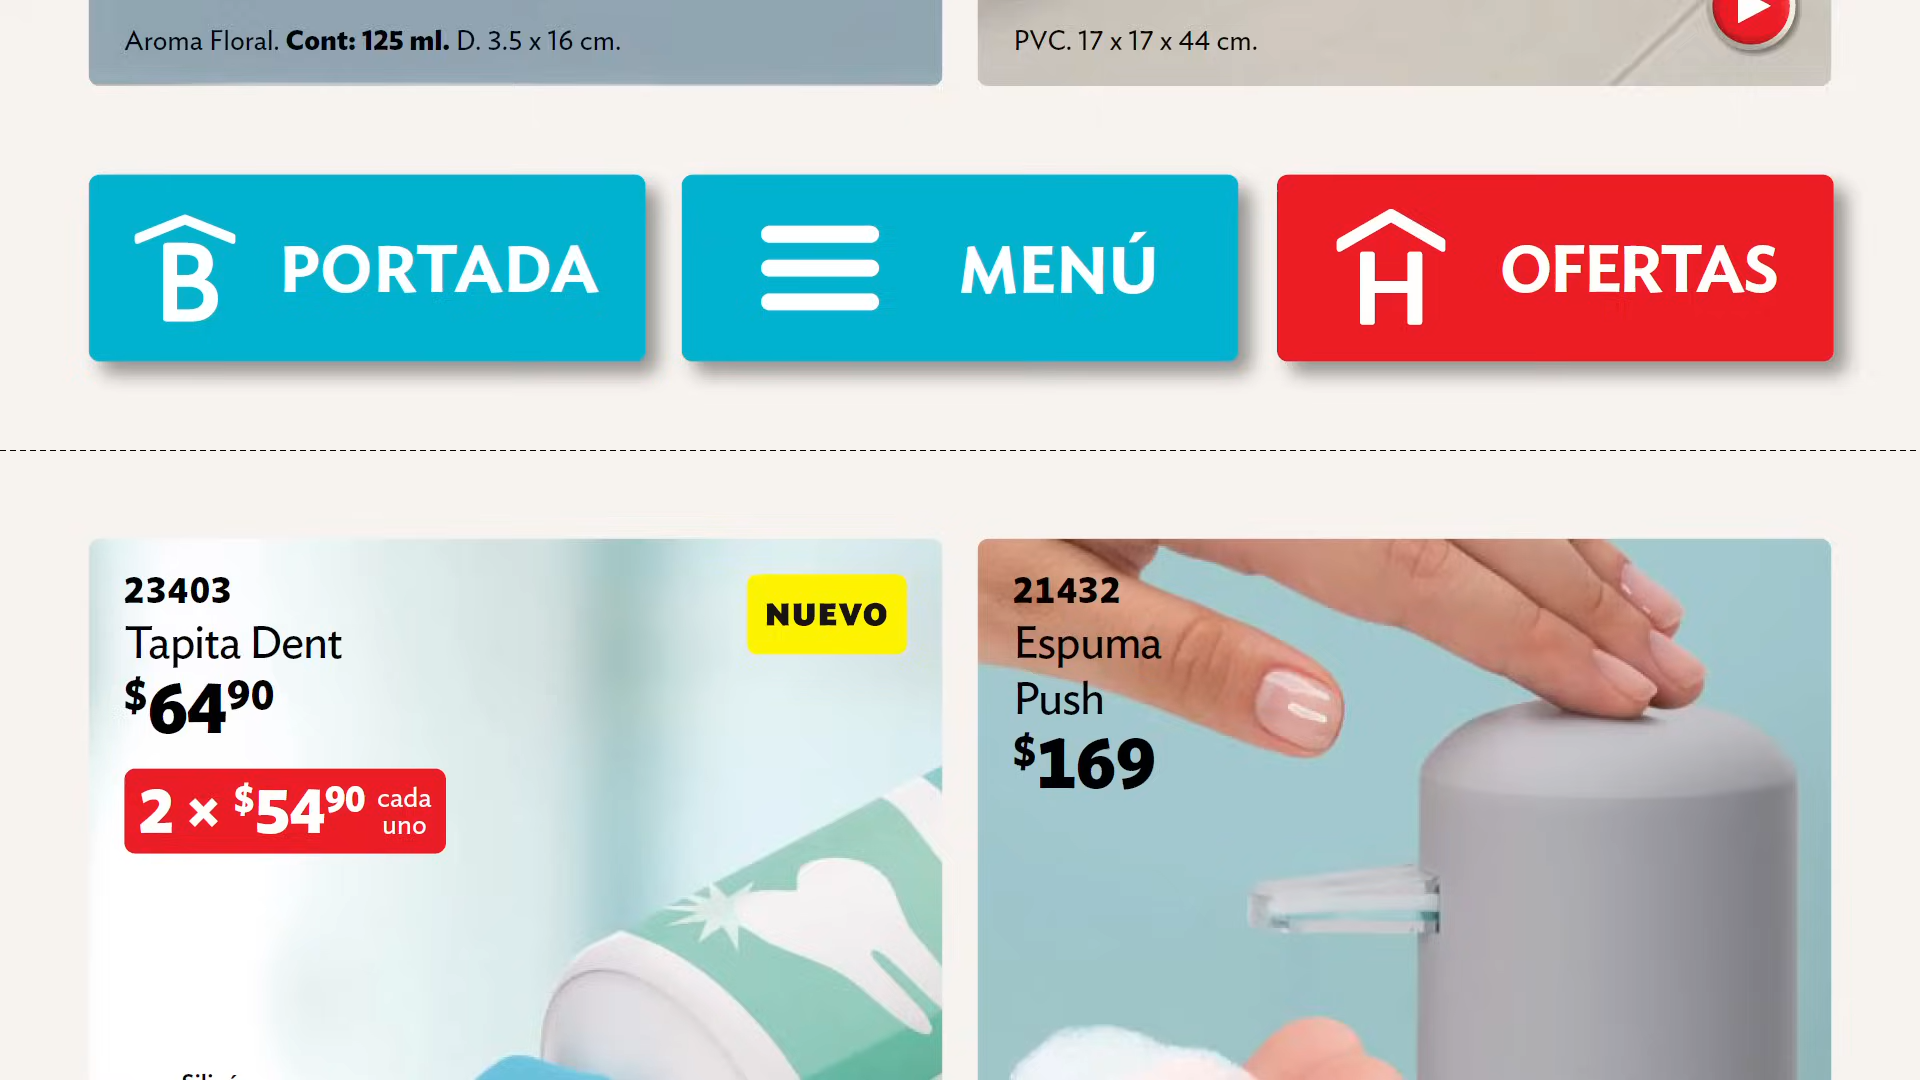 Aroma Floral. Cont: 125 ml. D. 3.5 x 16 cm.
PVC. 17 x 17 x 44 cm.
B PORTADA
MENÚ
H OFERTAS
23403
Tapita Dent
$64⁹⁰
NUEVO
2 × $54⁹⁰ cada
uno
21432
Espuma
Push
$169